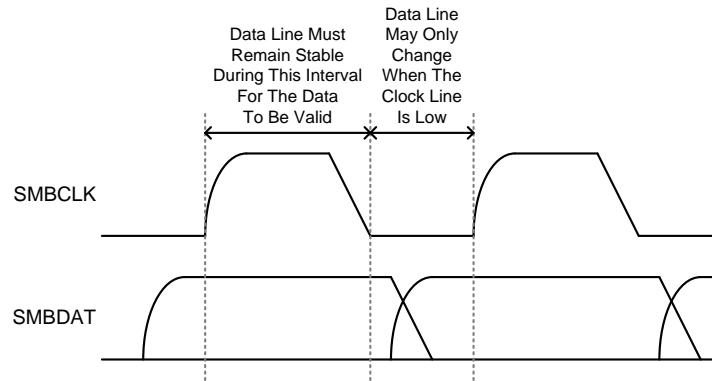 Data Line Must
Remain Stable
During This Interval
For The Data
To Be Valid
Data Line
May Only
Change
When The
Clock Line
Is Low
SMBCLK
SMBDAT